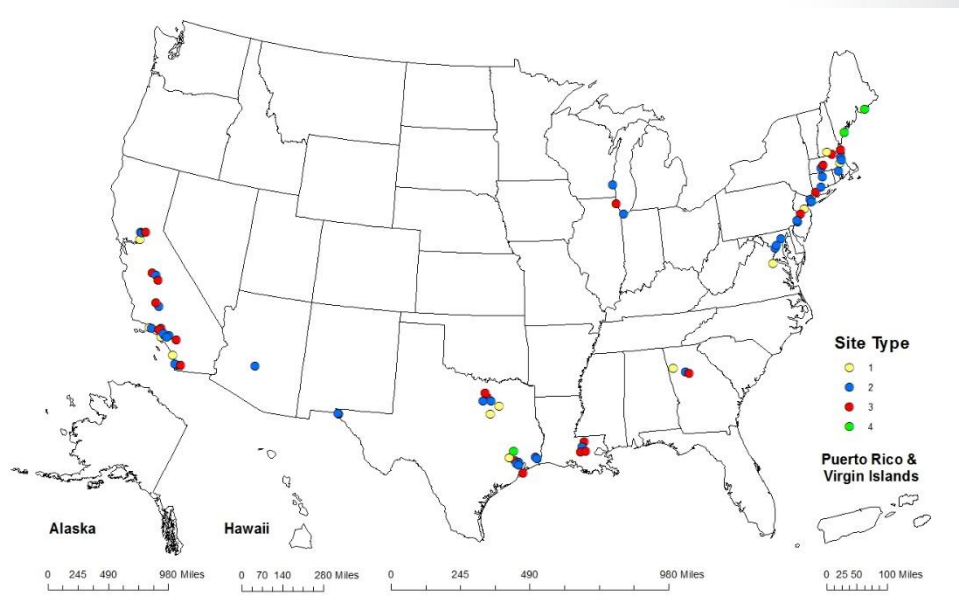 Site Type
1
2
3
4
Puerto Rico &
Virgin Islands
Alaska
Hawaii
0 245 490 980 Miles
0 70 140 280 Miles
0 245 490 980 Miles
0 25 50 100 Miles